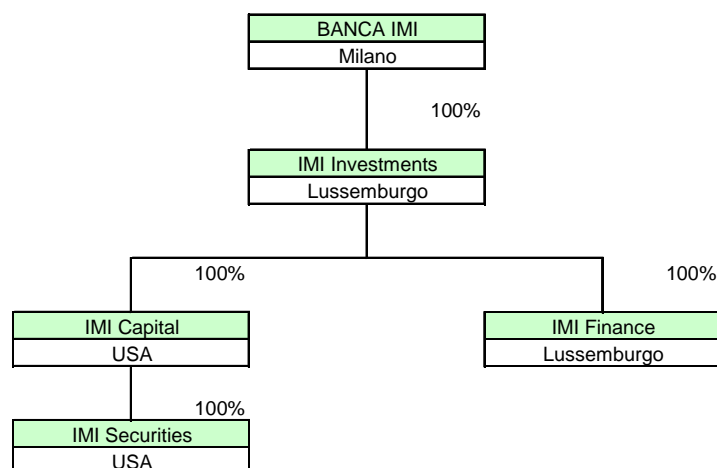 BANCA IMI
Milano
100%
IMI Investments
Lussemburgo
100%
100%
IMI Capital
USA
IMI Finance
Lussemburgo
100%
IMI Securities
USA